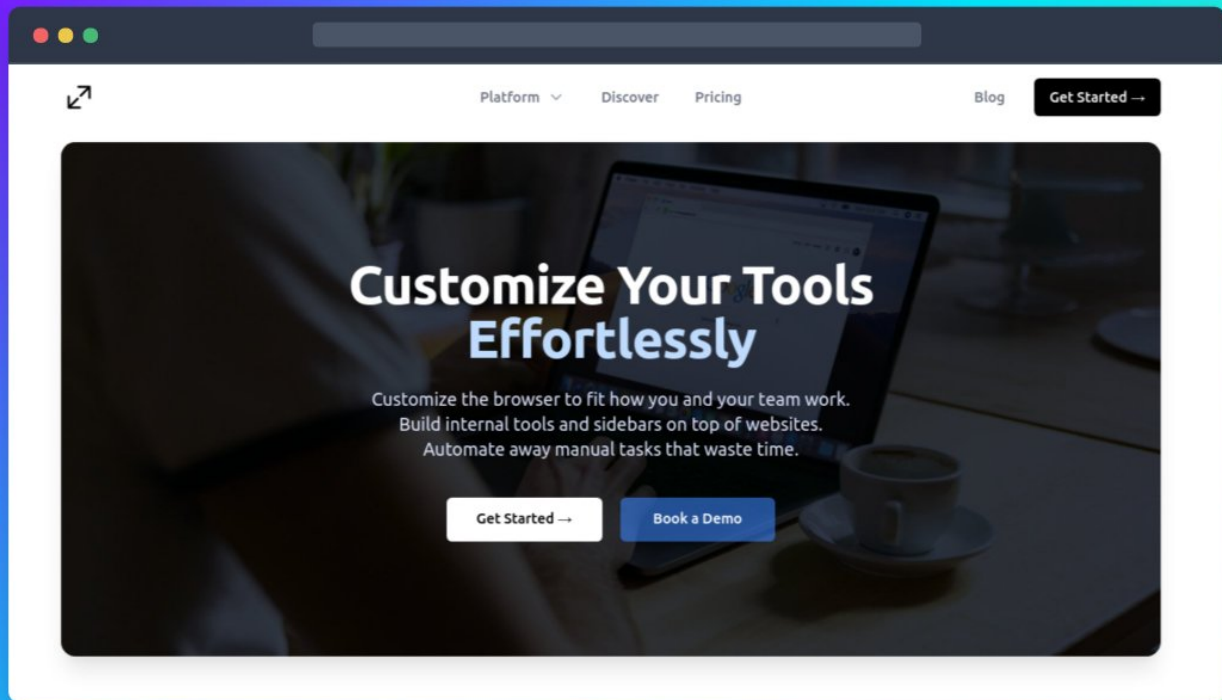 Platform
Discover
Pricing
Blog
Get Started →
Customize Your Tools
Effortlessly
Customize the browser to fit how you and your team work.
Build internal tools and sidebars on top of websites.
Automate away manual tasks that waste time.
Get Started →
Book a Demo